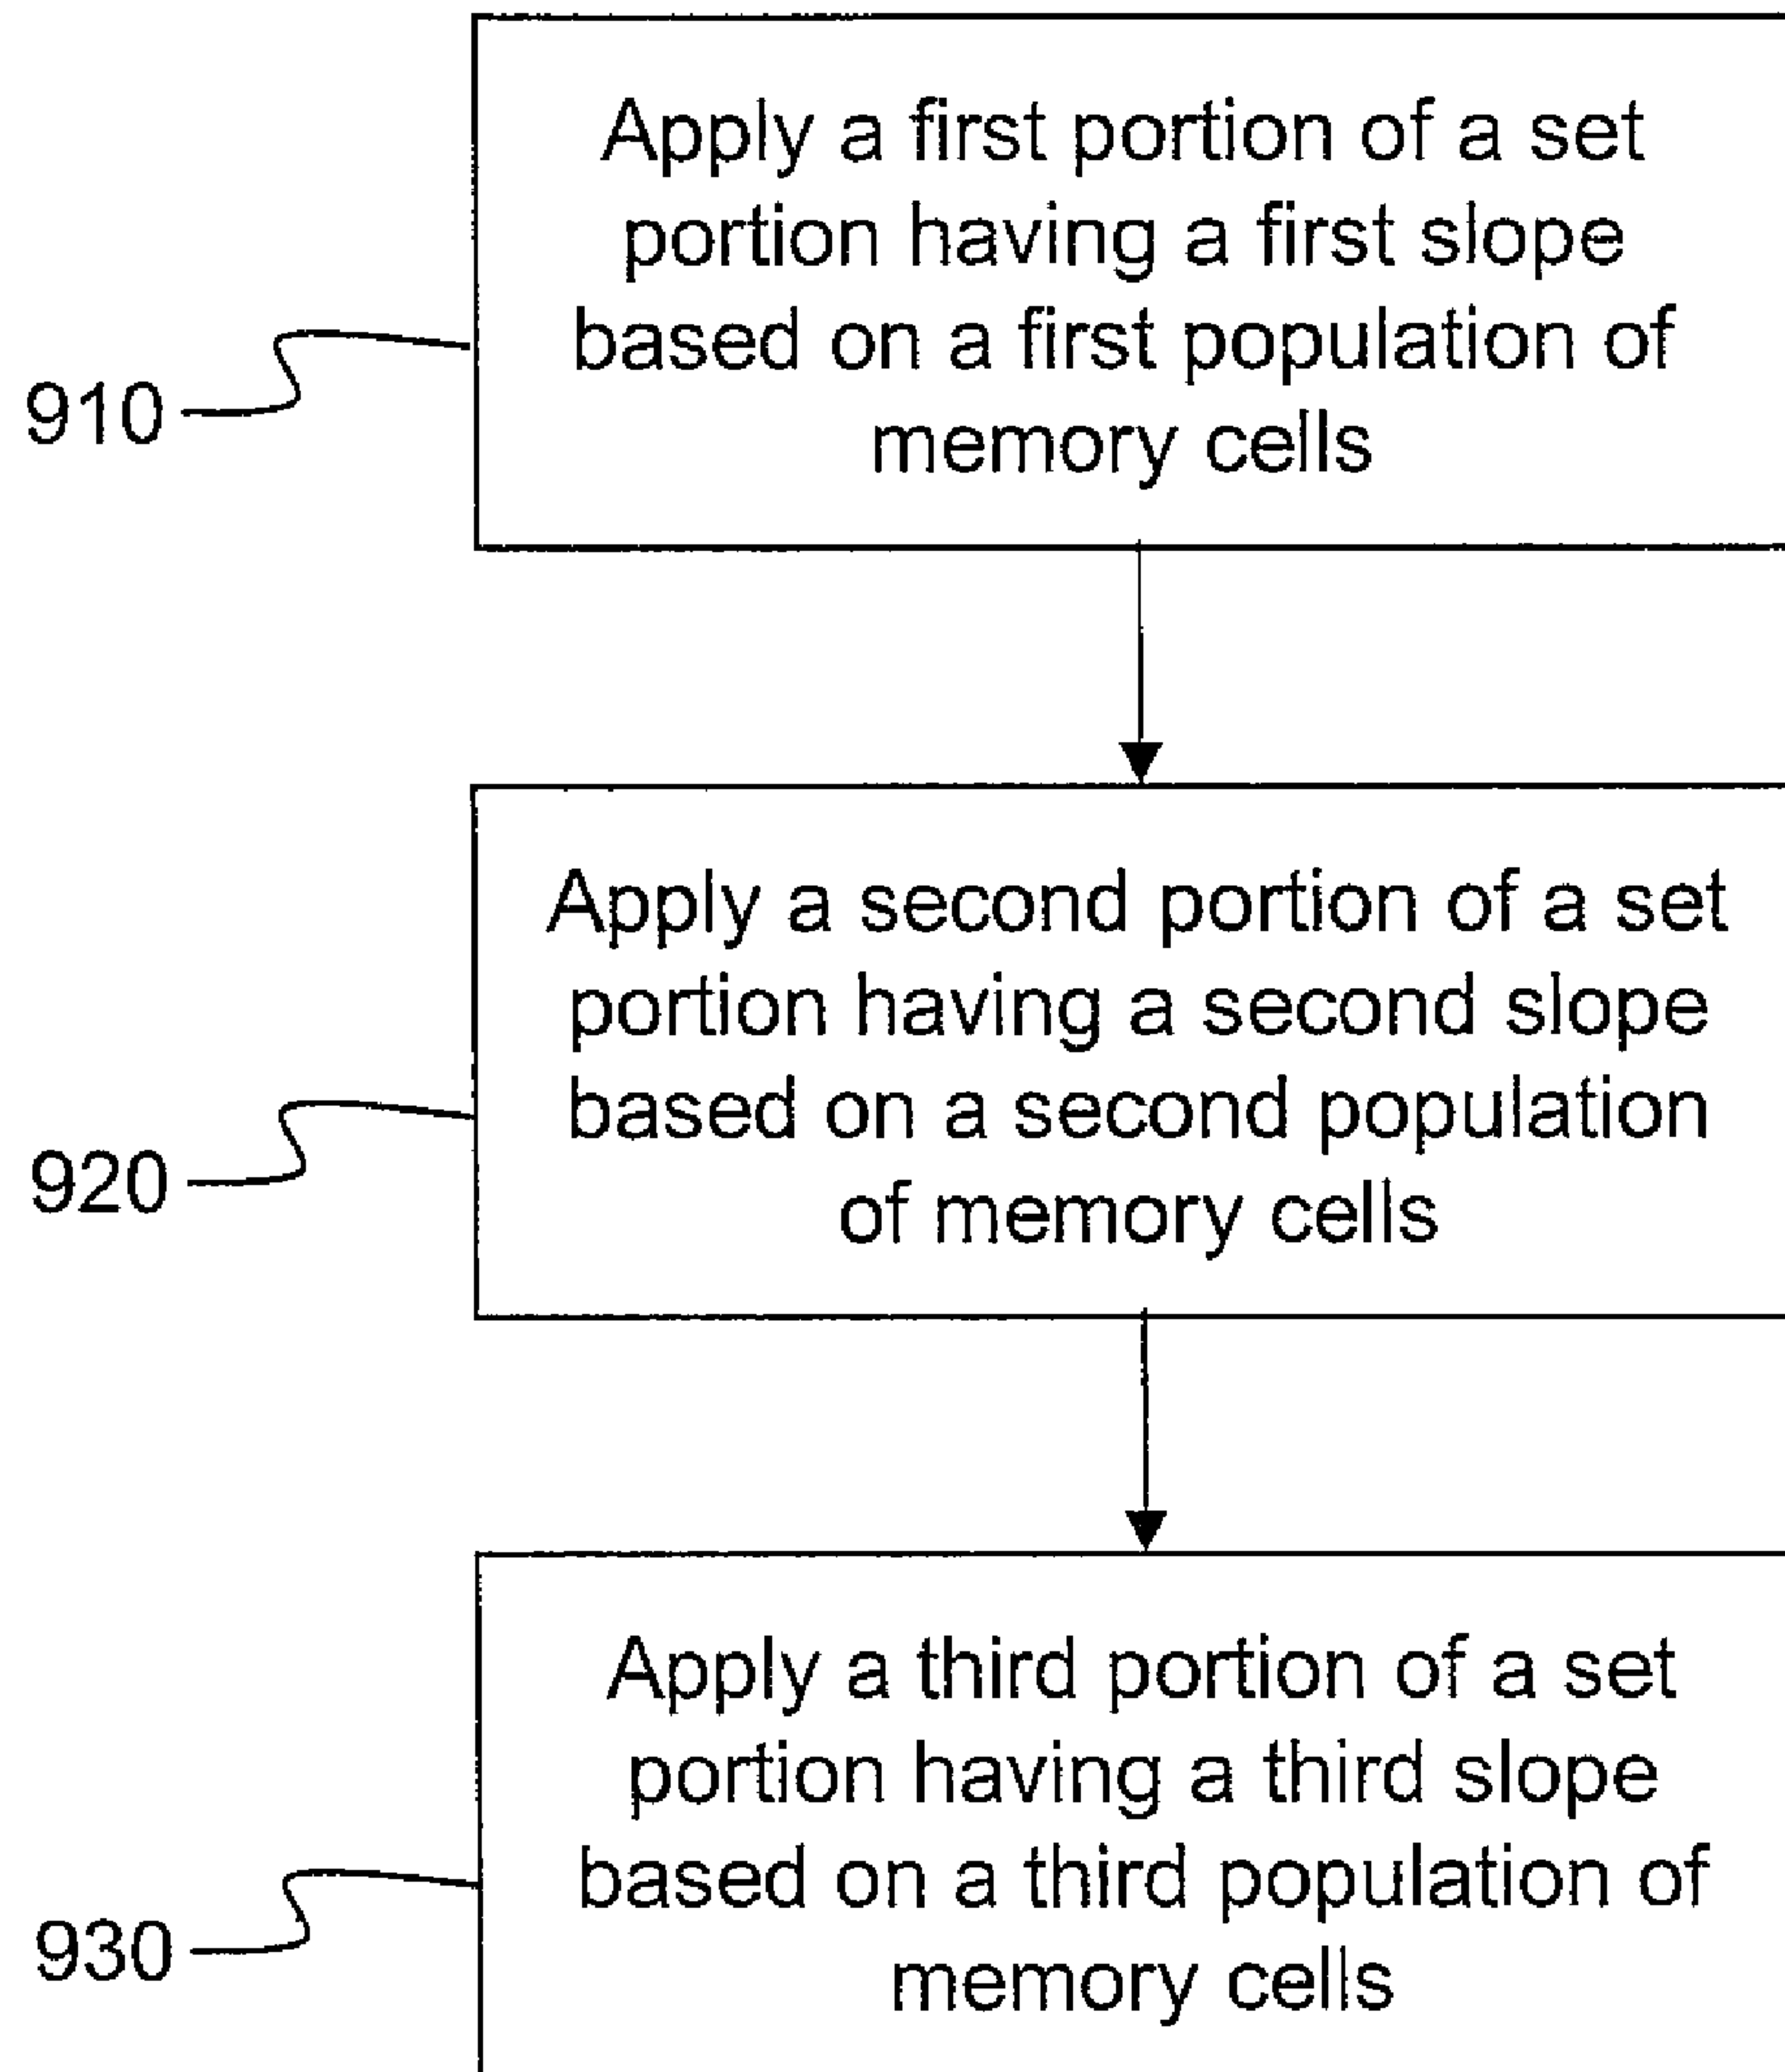 Apply a first portion of a set
portion having a first slope
based on a first population of
memory cells
910
Apply a second portion of a set
portion having a second slope
based on a second population
of memory cells
920
Apply a third portion of a set
portion having a third slope
based on a third population of
memory cells
930